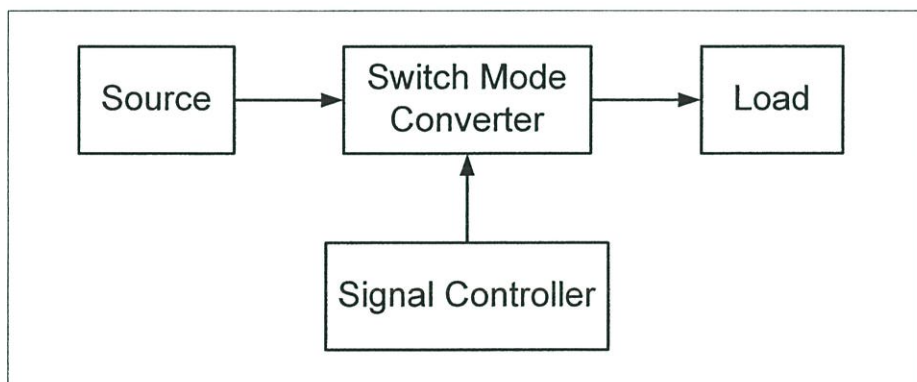 Source
Switch Mode
Converter
Load
Signal Controller